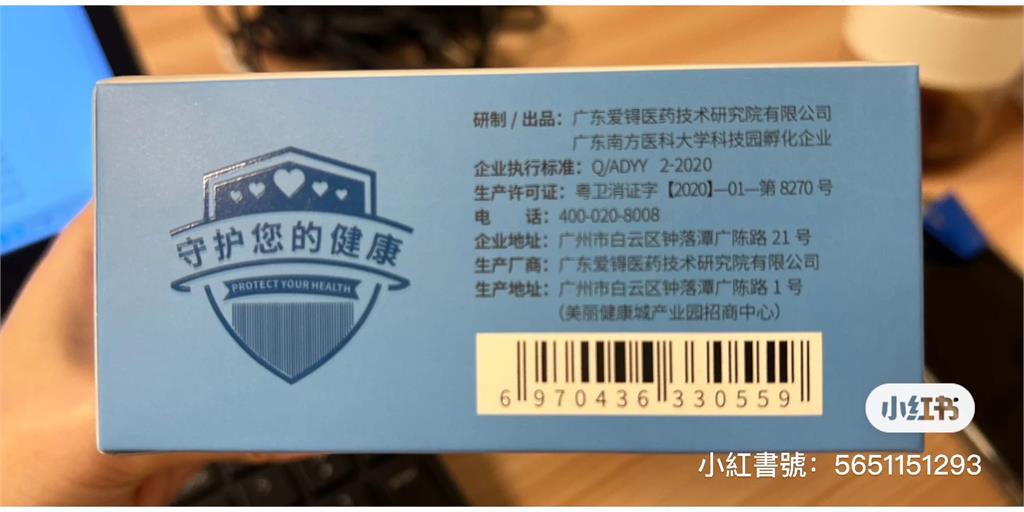 守护您的健康
PROTECT YOUR HEALTH
研制/出品：广东爱锝医药技术研究院有限公司
广东南方医科大学科技园孵化企业
企业执行标准：Q/ADYY 2-2020
生产许可证：粤卫消证字【2020】—01—第8270号
电 话：400-020-8008
企业地址：广州市白云区钟落潭广陈路21号
生产厂商：广东爱锝医药技术研究院有限公司
生产地址：广州市白云区钟落潭广陈路1号
（美丽健康城产业园招商中心）
6 970436 330559
小红书
小紅書號：5651151293